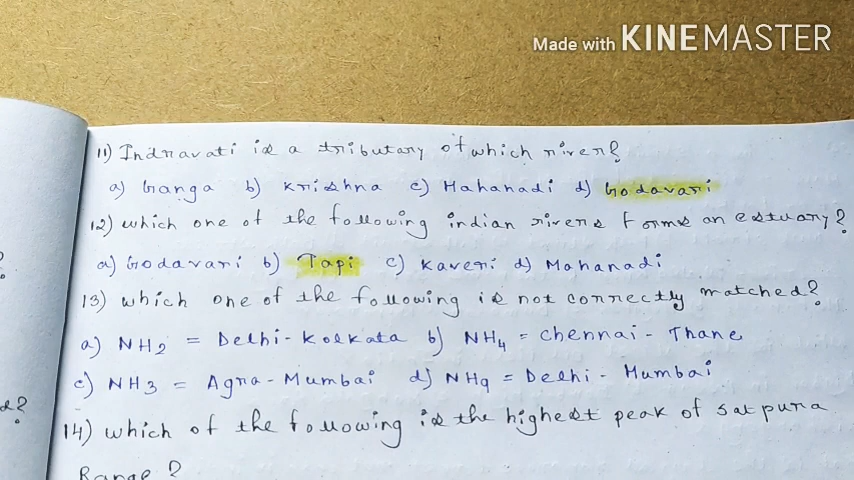 Made with KINEMASTER
11) Indravati is a tributary of which river?
a) Ganga b) Krishna c) Mahanadi d) Godavari
12) which one of the following indian rivers forms an estuary?
a) Godavari b) Tapi c) Kaveri d) Mahanadi
13) which one of the following is not correctly matched?
a) NH2 = Delhi-Kolkata b) NH4 = Chennai - Thane
c) NH3 = Agra-Mumbai d) NH9 = Delhi - Mumbai
d?
14) which of the following is the highest peak of satpura
Range?